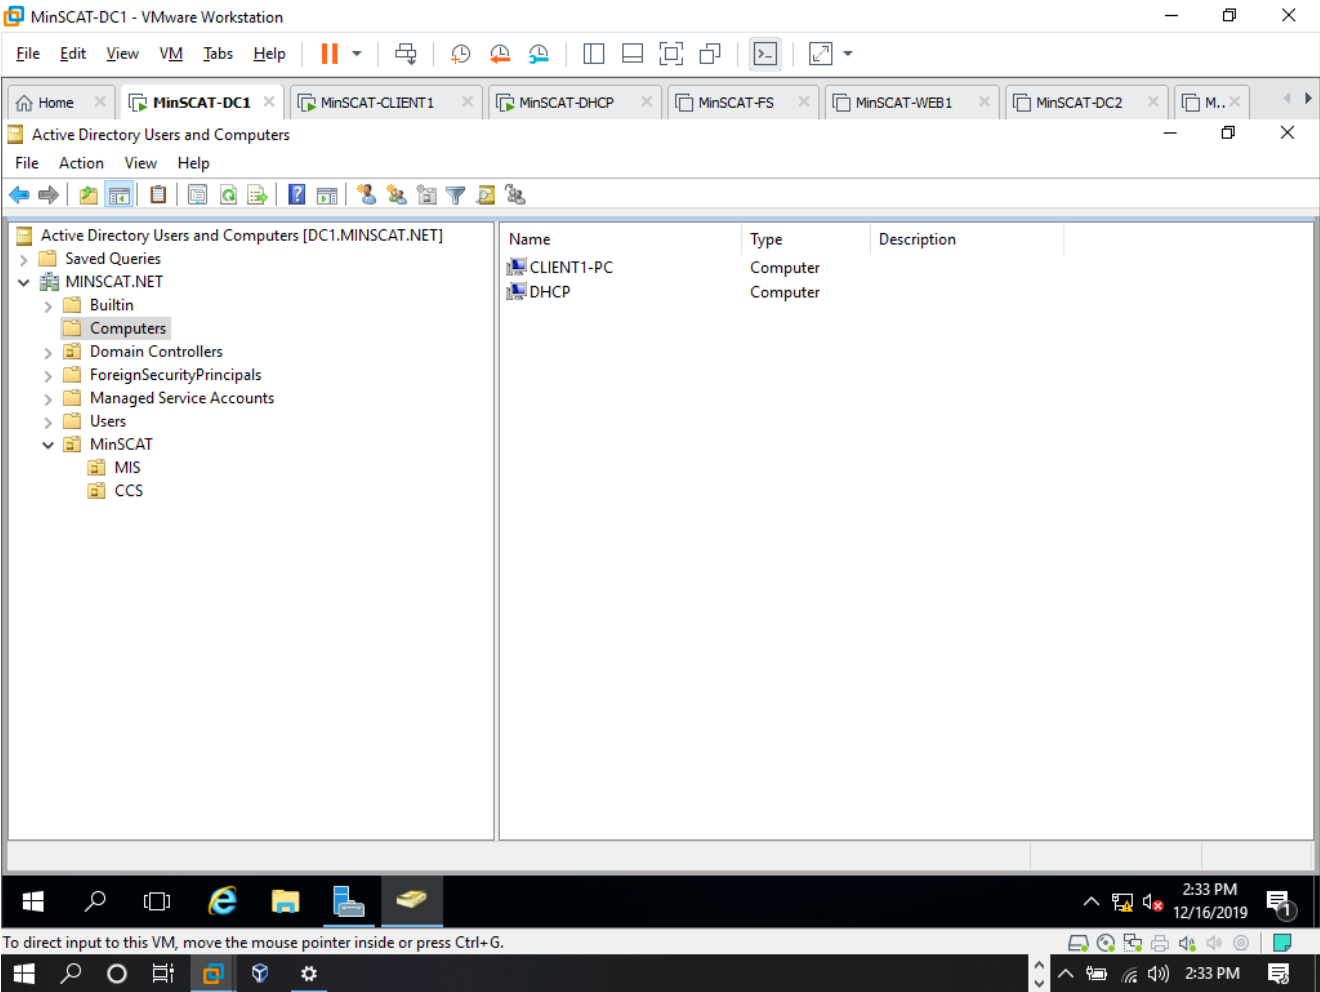 MinSCAT-DC1 - VMware Workstation
File Edit View VM Tabs Help
Home MinSCAT-DC1 MinSCAT-CLIENT1 MinSCAT-DHCP MinSCAT-FS MinSCAT-WEB1 MinSCAT-DC2 M..
Active Directory Users and Computers
File Action View Help
Active Directory Users and Computers [DC1.MINSCAT.NET]
Saved Queries
MINSCAT.NET
Builtin
Computers
Domain Controllers
ForeignSecurityPrincipals
Managed Service Accounts
Users
MinSCAT
MIS
CCS
Name Type Description
CLIENT1-PC Computer
DHCP Computer
2:33 PM
12/16/2019
1
To direct input to this VM, move the mouse pointer inside or press Ctrl+G.
2:33 PM